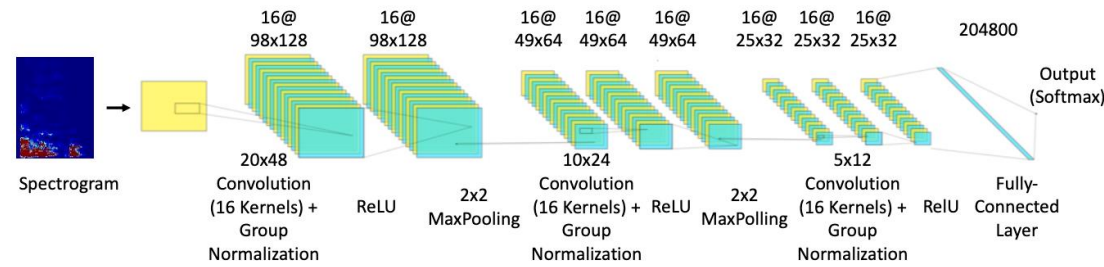 16@
98x128
16@
98x128
16@
49x64
16@
49x64
16@
49x64
16@
25x32
16@
25x32
16@
25x32
204800
Output
(Softmax)
Spectrogram
20x48
Convolution
(16 Kernels) +
Group
Normalization
ReLU
2x2
MaxPooling
10x24
Convolution
(16 Kernels) +
Group
Normalization
ReLU
2x2
MaxPolling
5x12
Convolution
(16 Kernels) +
Group
Normalization
RelU
Fully-
Connected
Layer